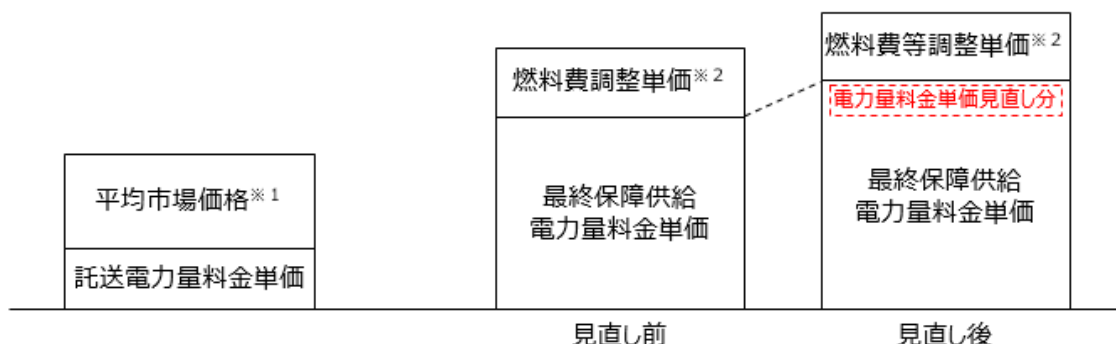 平均市場価格※1
託送電力量料金単価
燃料費調整単価※2
最終保障供給
電力量料金単価
見直し前
燃料費等調整単価※2
電力量料金単価見直し分
最終保障供給
電力量料金単価
見直し後